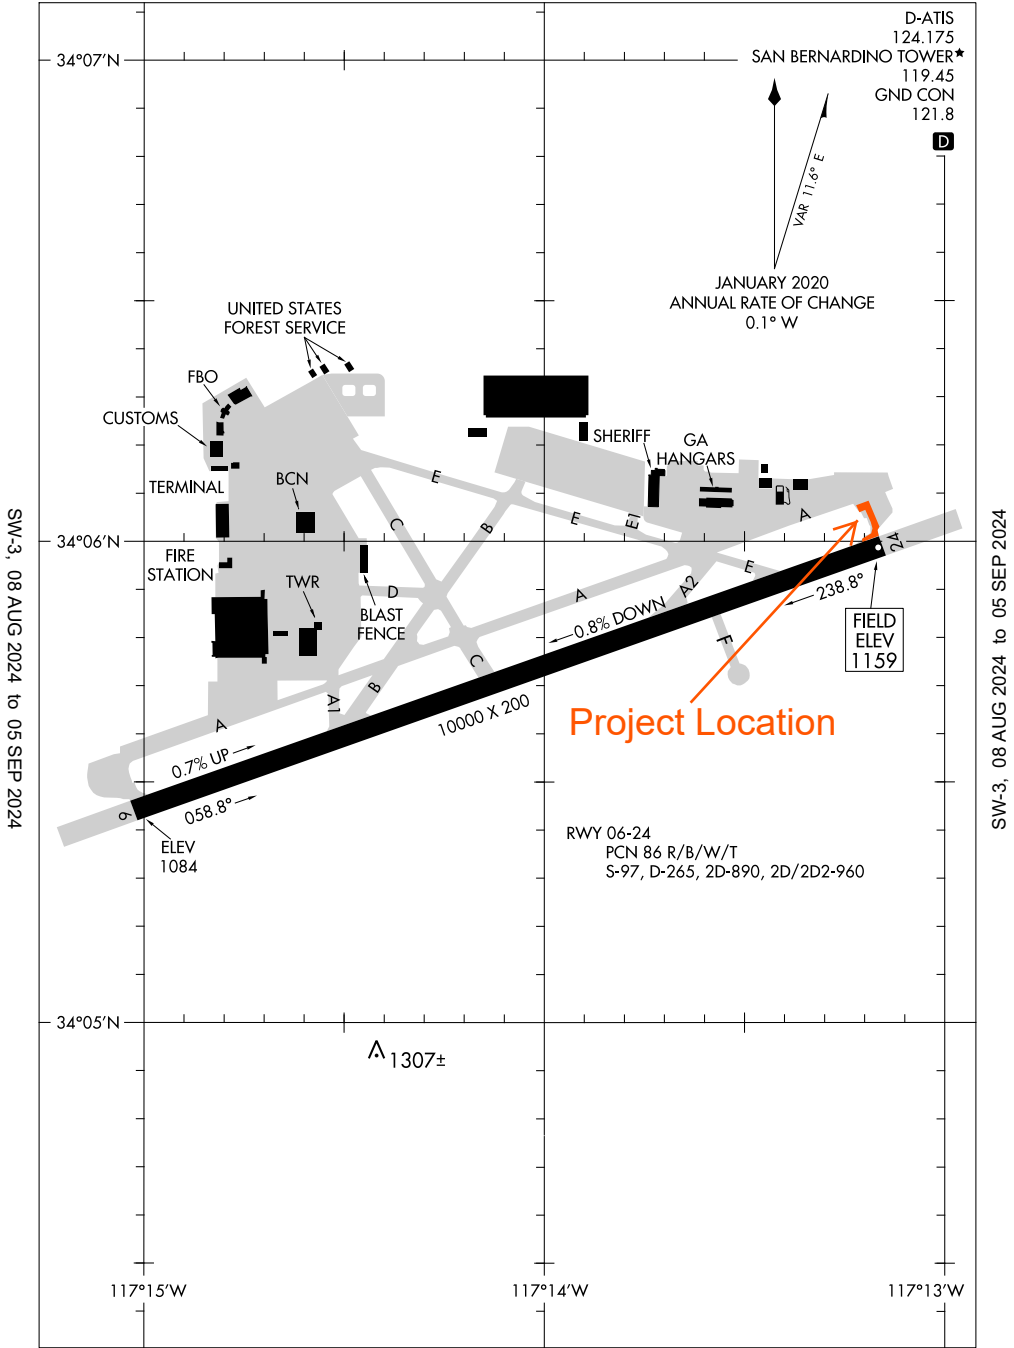 D-ATIS
124.175
SAN BERNARDINO TOWER★
119.45
GND CON
121.8
D
34°07'N
VAR 11.6° E
JANUARY 2020
ANNUAL RATE OF CHANGE
0.1° W
UNITED STATES
FOREST SERVICE
FBO
CUSTOMS
TERMINAL
BCN
SHERIFF
GA
HANGARS
E
C
B
E
E1
A
34°06'N
24
FIRE
STATION
TWR
D
BLAST
FENCE
A
A2
E
238.8°
0.8% DOWN
FIELD
ELEV
1159
F
C
B
A1
A
10000 X 200
Project Location
0.7% UP
058.8°
6
ELEV
1084
RWY 06-24
PCN 86 R/B/W/T
S-97, D-265, 2D-890, 2D/2D2-960
34°05'N
1307±
117°15'W
117°14'W
117°13'W
SW-3, 08 AUG 2024 to 05 SEP 2024
SW-3, 08 AUG 2024 to 05 SEP 2024